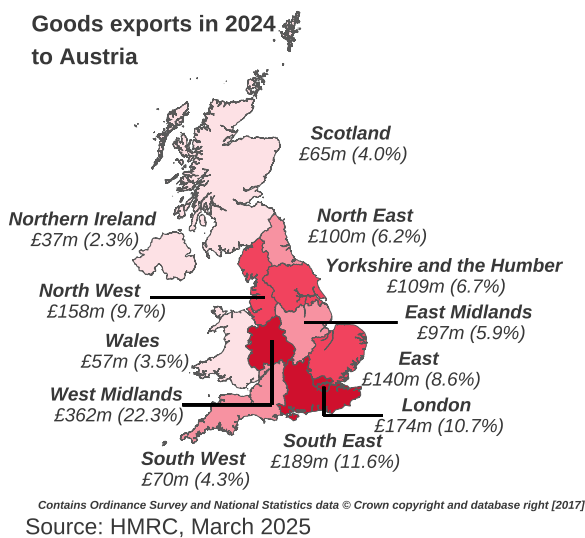 Goods exports in 2024
to Austria
Scotland
£65m (4.0%)
Northern Ireland
£37m (2.3%)
North East
£100m (6.2%)
Yorkshire and the Humber
£109m (6.7%)
North West
£158m (9.7%)
East Midlands
£97m (5.9%)
Wales
£57m (3.5%)
East
£140m (8.6%)
West Midlands
£362m (22.3%)
London
£174m (10.7%)
South East
£189m (11.6%)
South West
£70m (4.3%)
Contains Ordinance Survey and National Statistics data © Crown copyright and database right [2017]
Source: HMRC, March 2025